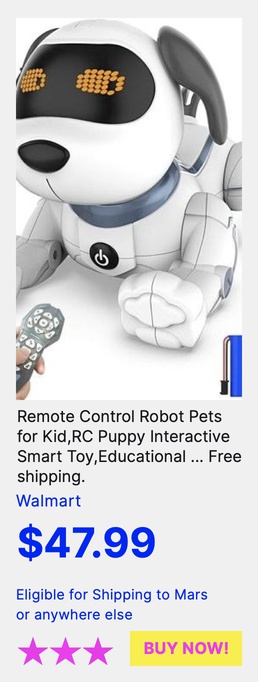 Remote Control Robot Pets
for Kid,RC Puppy Interactive
Smart Toy,Educational ... Free
shipping.
Walmart
$47.99
Eligible for Shipping to Mars
or anywhere else
BUY NOW!